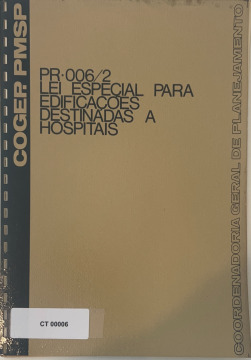 COGEP PMSP
PR·006/2
LEI ESPECIAL PARA
EDIFICAÇÕES
DESTINADAS A
HOSPITAIS
COORDENADORIA GERAL DE PLANEJAMENTO
CT 00006